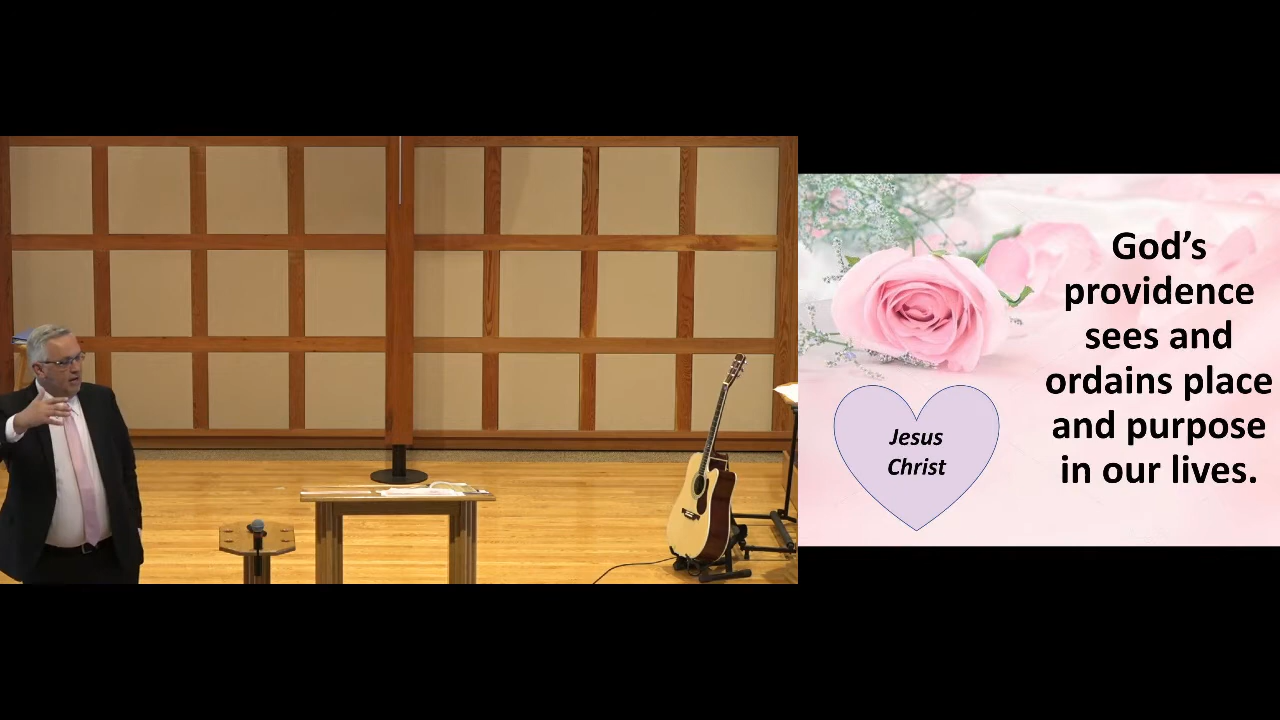 God's
providence
sees and
ordains place
and purpose
in our lives.
Jesus
Christ